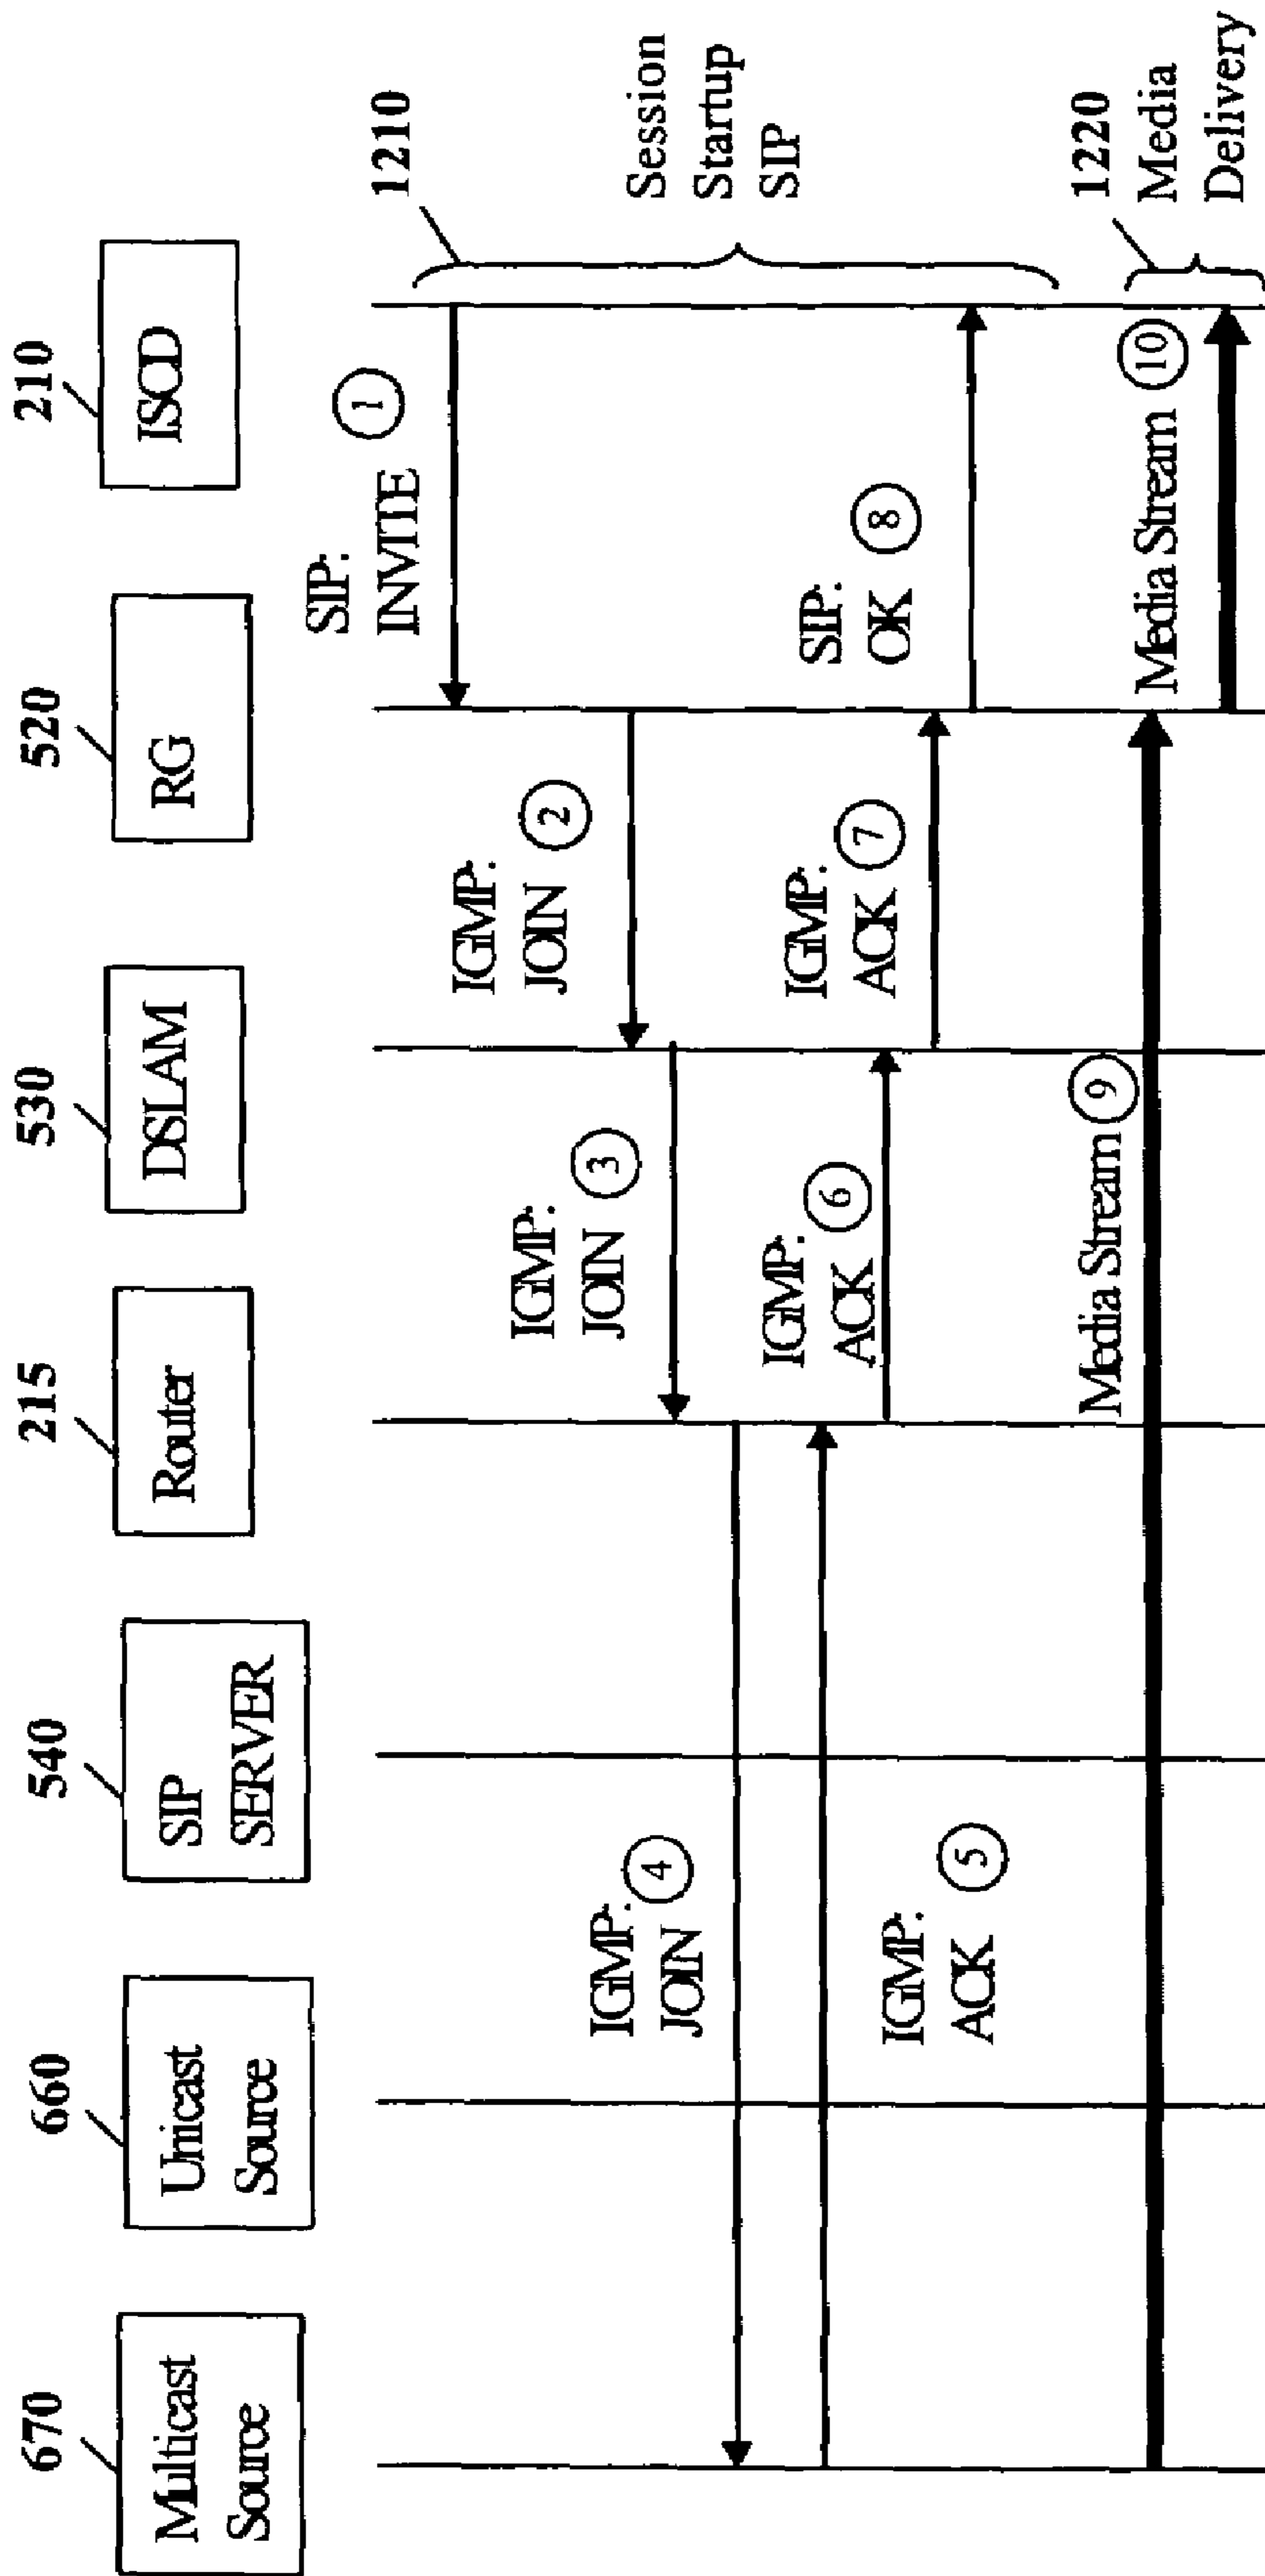 670
660
540
215
530
520
210
Multicast
Source
Unicast
Source
SIP
SERVER
Router
DSLAM
RG
ISCD
SIP:
INVITE 1
1210
IGMP:
JOIN 2
IGMP:
JOIN 3
IGMP:
JOIN 4
Session
Startup
SIP
IGMP:
ACK 5
IGMP:
ACK 6
IGMP:
ACK 7
SIP:
OK 8
Media Stream 9
Media Stream 10
1220
Media
Delivery